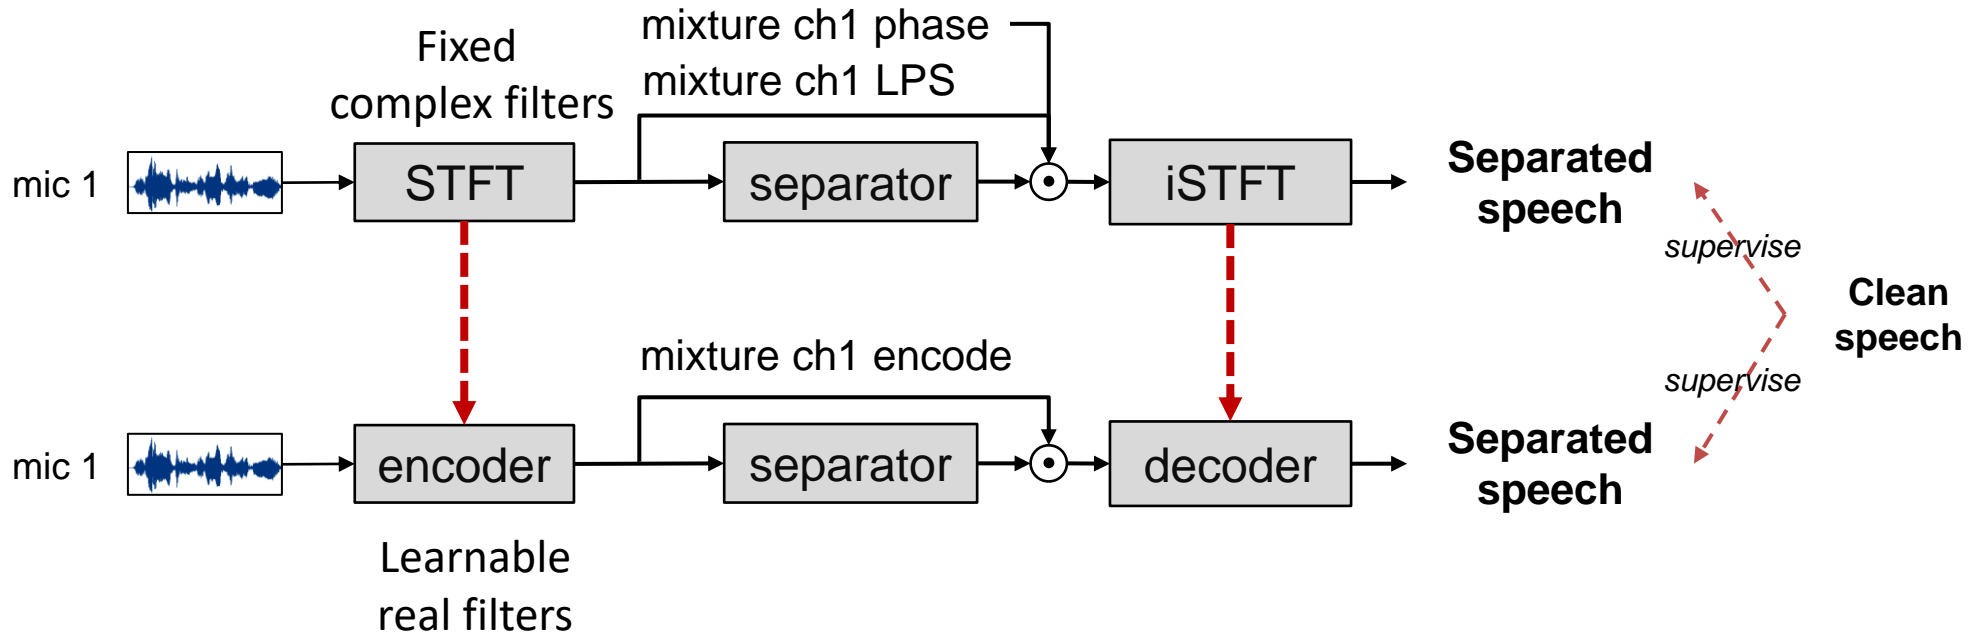 mixture ch1 phase
Fixed
complex filters
mixture ch1 LPS
mic 1
STFT
separator
iSTFT
Separated
speech
supervise
Clean
speech
mixture ch1 encode
supervise
mic 1
encoder
separator
decoder
Separated
speech
Learnable
real filters